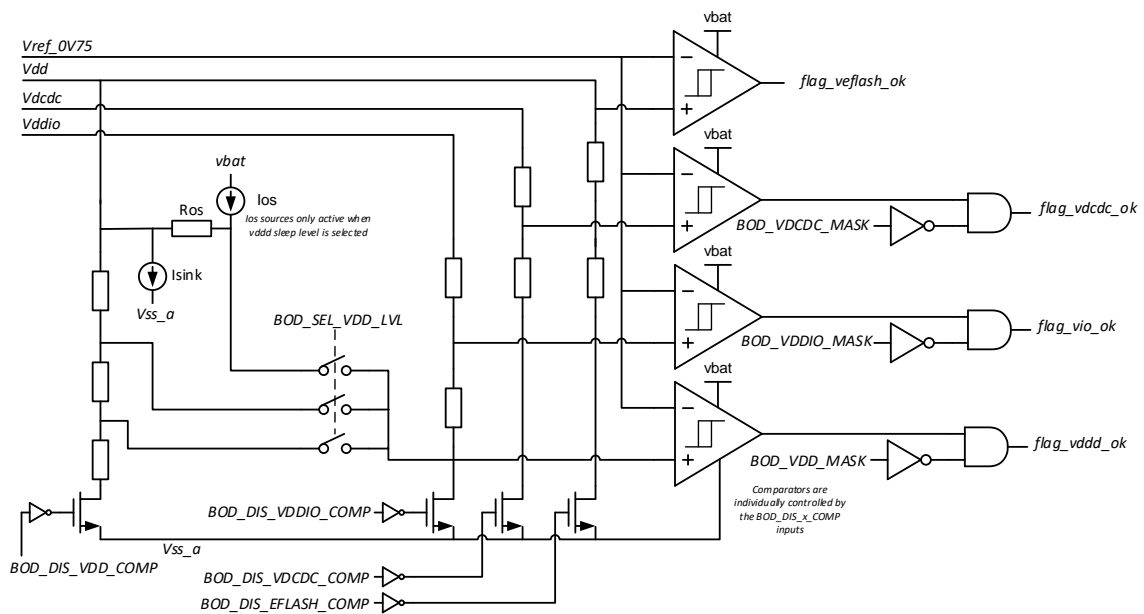 vbat
Vref_0V75
Vdd
Vdcdc
Vddio
flag_veflash_ok
vbat
vbat
Ios
Ros
Ios sources only active when
vddd sleep level is selected
flag_vdcdc_ok
BOD_VDCDC_MASK
Isink
vbat
Vss_a
BOD_SEL_VDD_LVL
flag_vio_ok
BOD_VDDIO_MASK
vbat
flag_vddd_ok
BOD_VDD_MASK
Comparators are
individually controlled by
the BOD_DIS_x_COMP
inputs
BOD_DIS_VDDIO_COMP
Vss_a
BOD_DIS_VDD_COMP
BOD_DIS_VDCDC_COMP
BOD_DIS_EFLASH_COMP